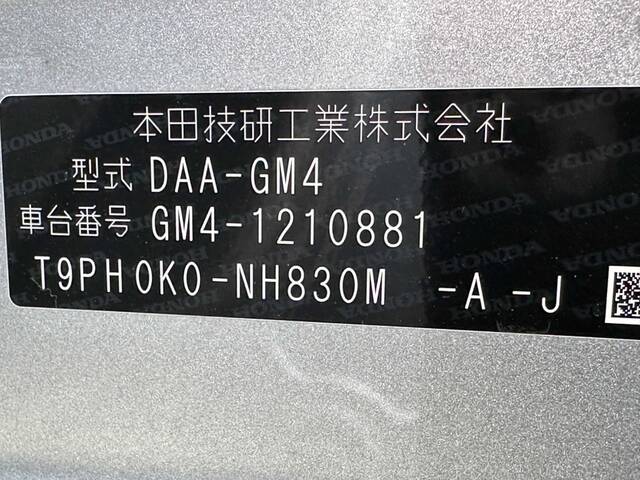 本田技研工業株式会社
型式 DAA-GM4
車台番号 GM4-1210881
T9PH0K0-NH830M -A-J